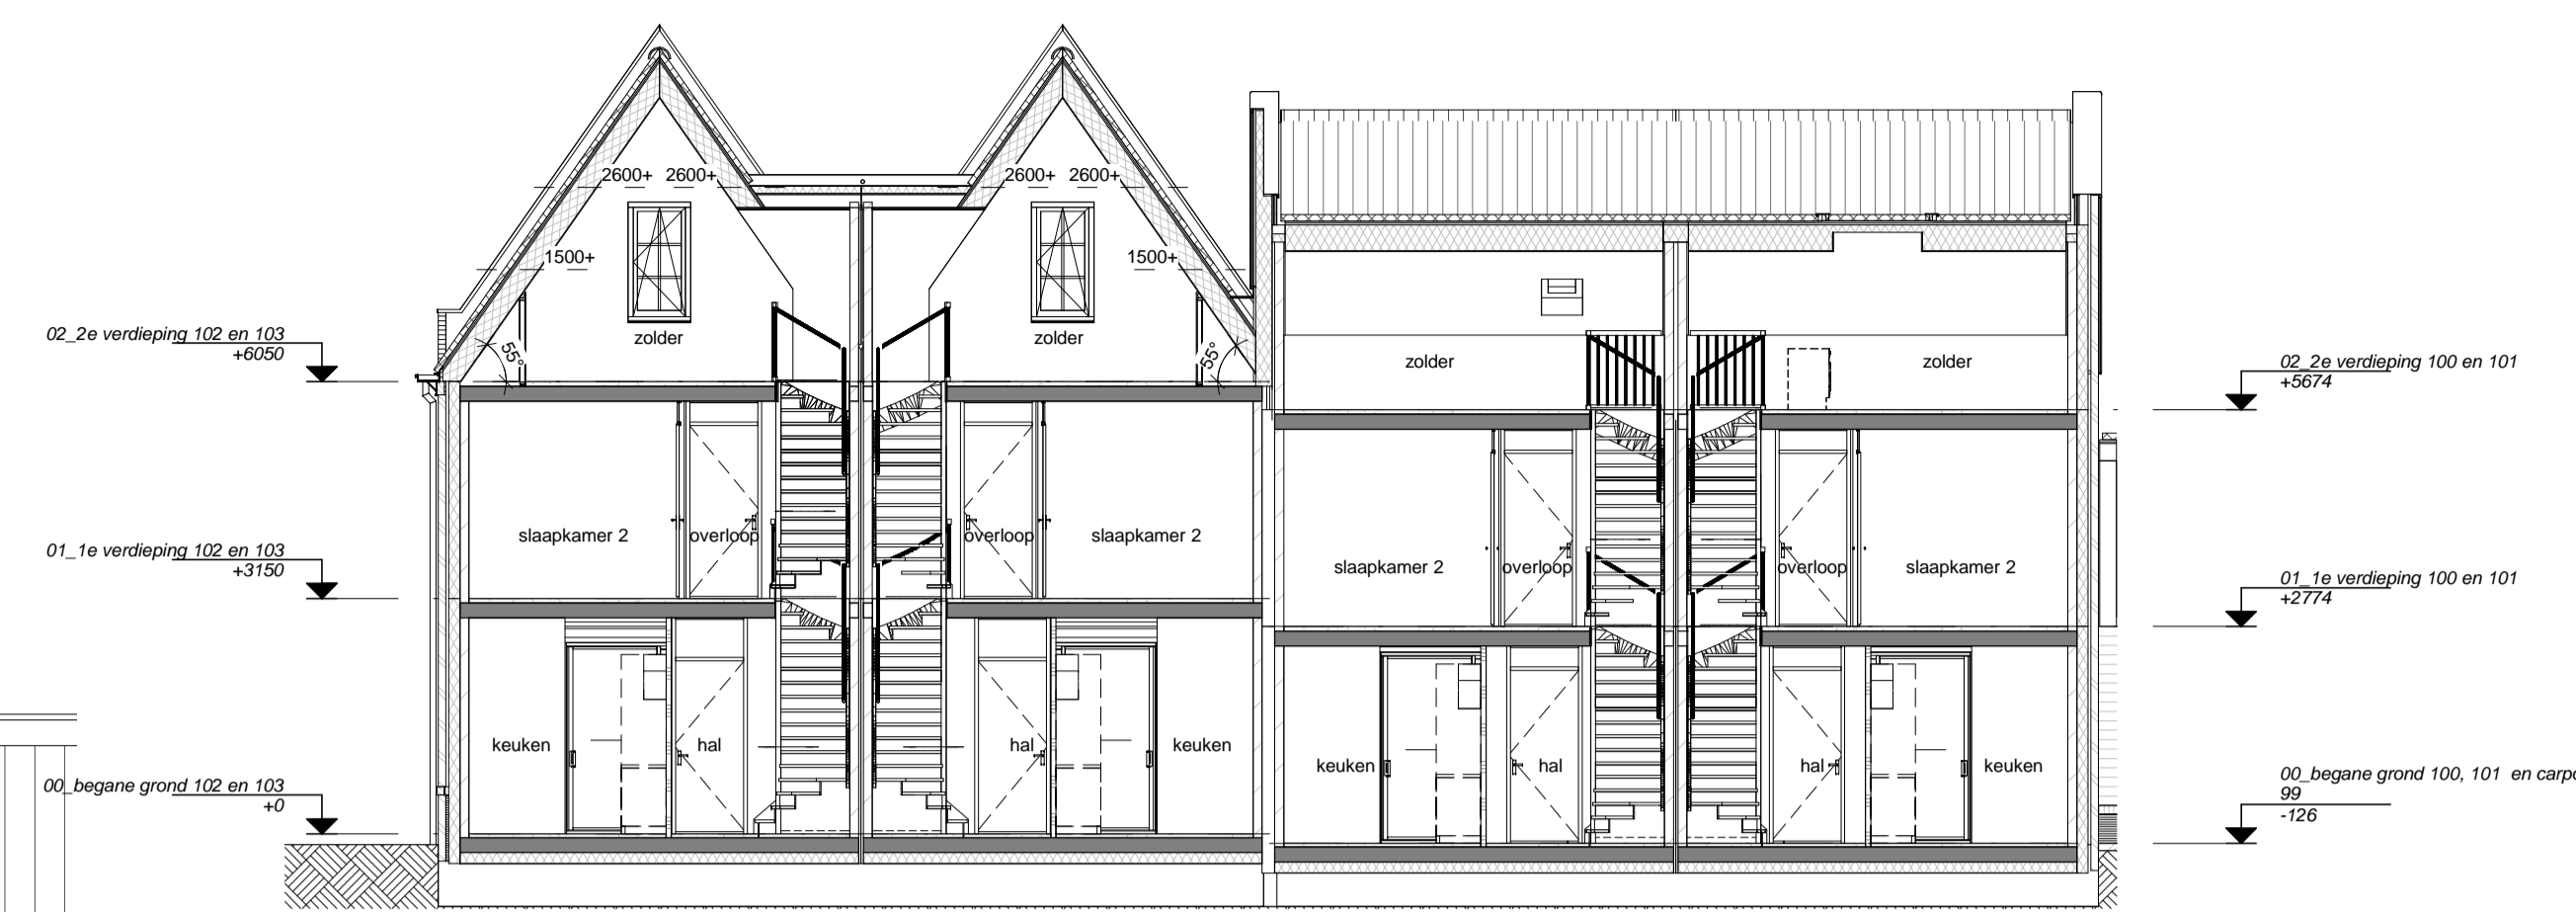 2600+ 2600+ 2600+ 2600+
1500+ 1500+
zolder zolder
55° 55°
02_2e verdieping 102 en 103
+6050
zolder zolder
02_2e verdieping 100 en 101
+5674
slaapkamer 2 overloop overloop slaapkamer 2
01_1e verdieping 102 en 103
+3150
slaapkamer 2 overloop overloop slaapkamer 2
01_1e verdieping 100 en 101
+2774
keuken hal hal keuken
00_begane grond 102 en 103
+0
keuken hal hal keuken
00_begane grond 100, 101 en carpo
99
-126